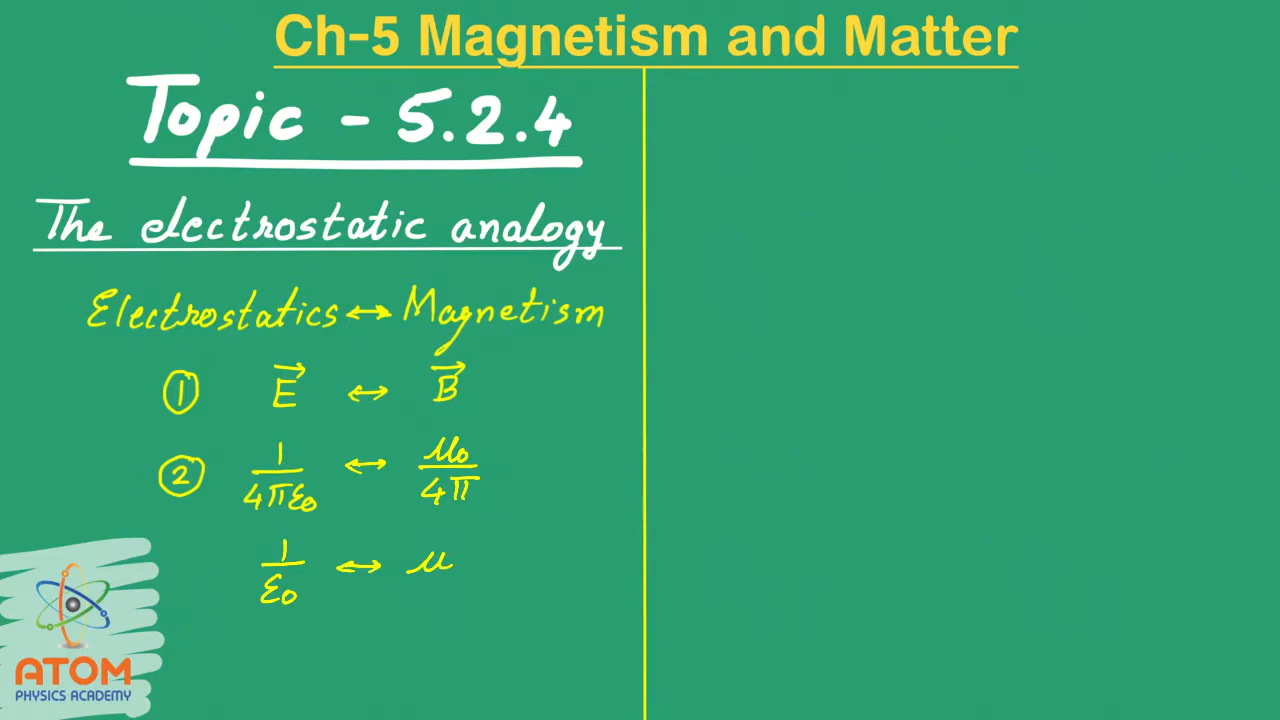 Ch-5 Magnetism and Matter
Topic - 5.2.4
The electrostatic analogy
Electrostatics ↔ Magnetism
① E⃗ ↔ B⃗
② 1/4πε₀ ↔ μ₀/4π
1/ε₀ ↔ μ
ATOM
PHYSICS ACADEMY